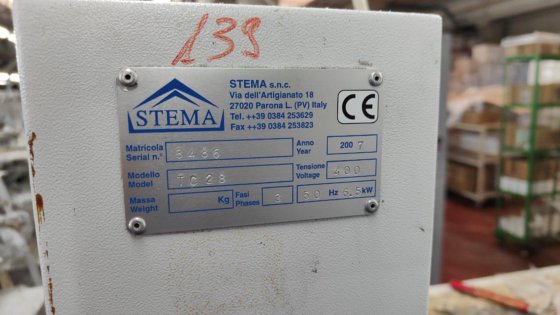 139
STEMA
STEMA s.n.c.
Via dell'Artigianato 18
27020 Parona L. (PV) Italy
Tel. ++39 0384 253629
Fax ++39 0384 253823
CE
Matricola
Serial n°
Anno
Year
2007
Modello
Model
TC 28
Tensione
Voltage
400
Massa
Weight
Kg
Fasi
Phases
3
50 Hz 6.5 kW